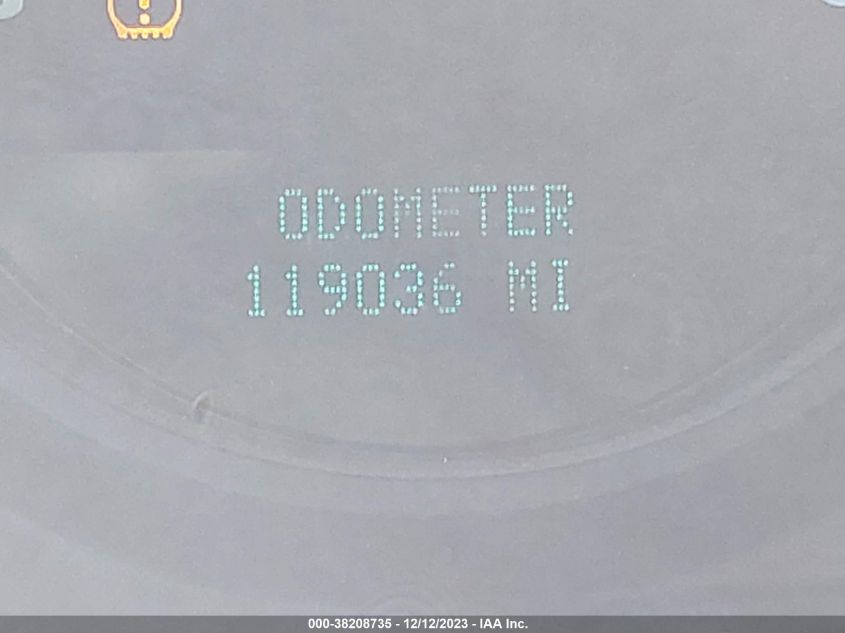 ODOMETER
119036 MI
000-38208735 - 12/12/2023 - IAA Inc.